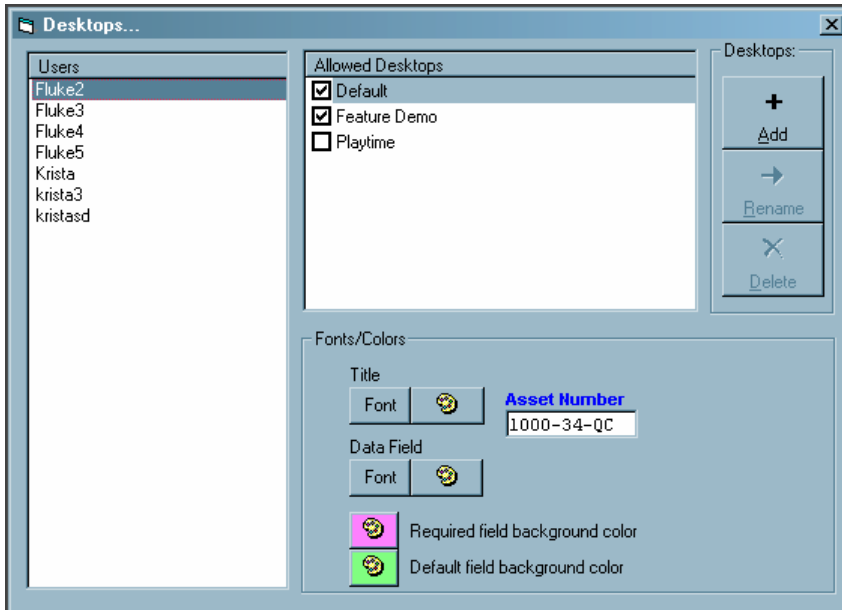 Desktops...
Users
Fluke2
Fluke3
Fluke4
Fluke5
Krista
krista3
kristasd
Allowed Desktops
Default
Feature Demo
Playtime
Desktops:
Add
Rename
Delete
Fonts/Colors
Title
Font
Asset Number
1000-34-QC
Data Field
Font
Required field background color
Default field background color